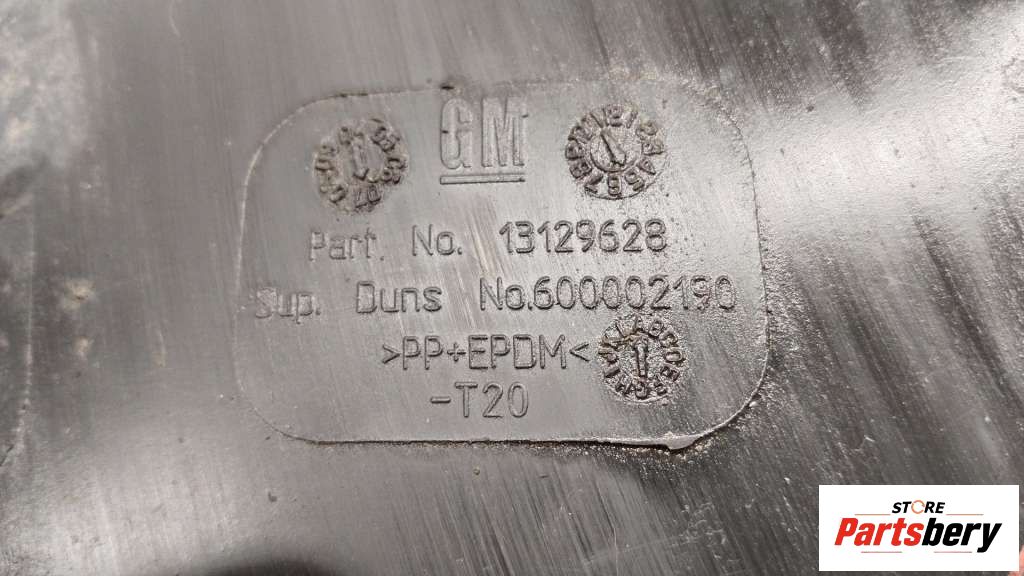 GM
Part. No. 13129628
Sup. Duns No.600002190
>PP+EPDM<
-T20
STORE
Partsbery